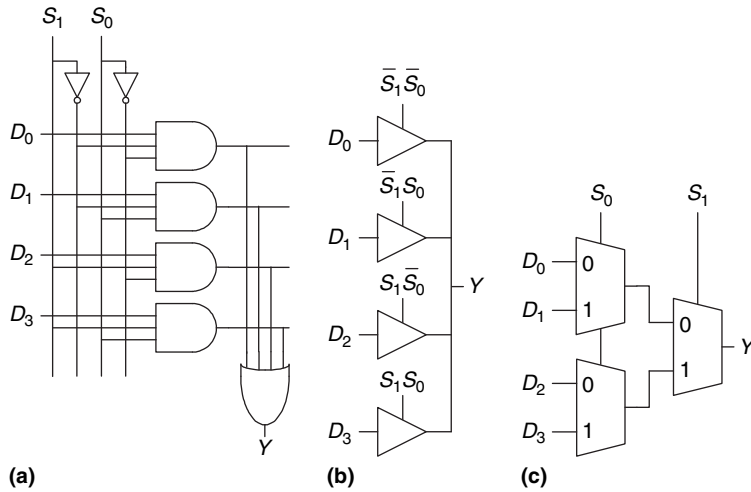 S₁ S₀
D₀
D₁
D₂
D₃
Y
(a)
S̅₁S̅₀
D₀
S̅₁S₀
D₁
S₁S̅₀
D₂
S₁S₀
D₃
Y
(b)
S₀ S₁
D₀ 0
D₁ 1
0
1
Y
D₂ 0
D₃ 1
(c)